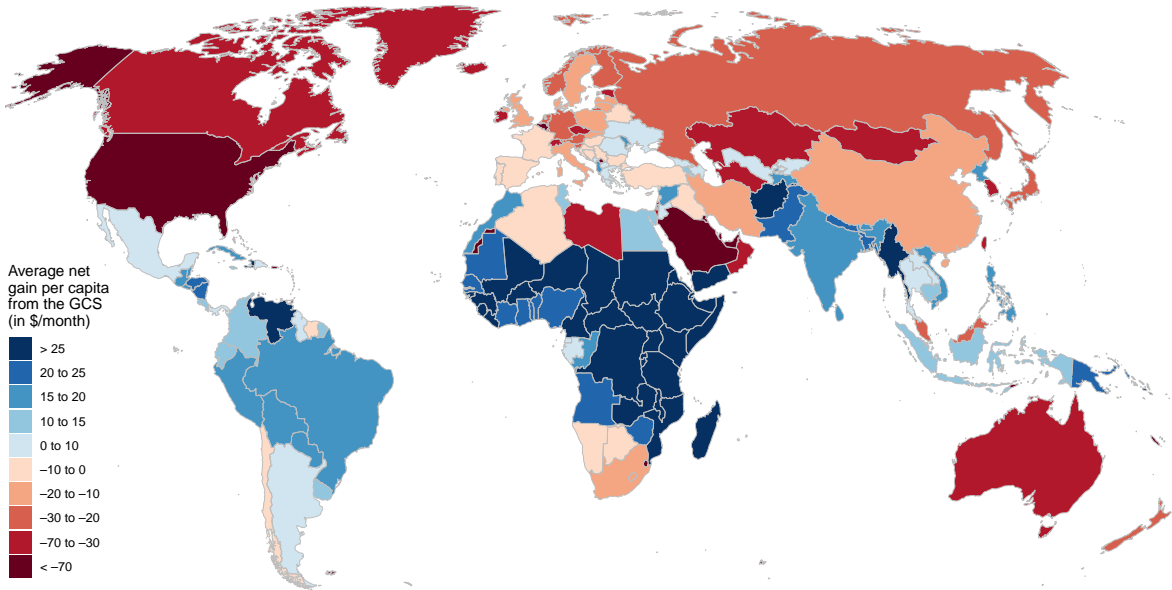 Average net
gain per capita
from the GCS
(in $/month)
> 25
20 to 25
15 to 20
10 to 15
0 to 10
–10 to 0
–20 to –10
–30 to –20
–70 to –30
< –70